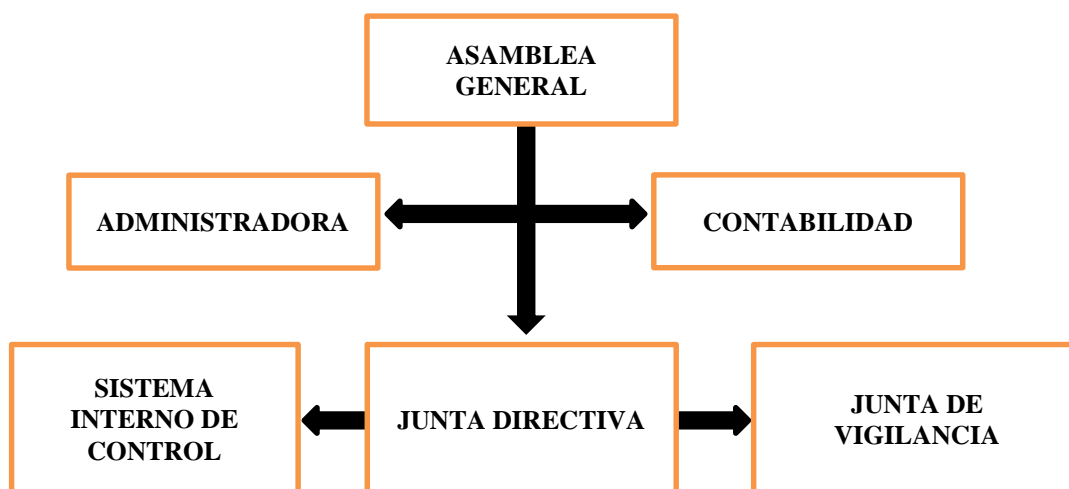 ASAMBLEA
GENERAL
ADMINISTRADORA
CONTABILIDAD
SISTEMA
INTERNO DE
CONTROL
JUNTA DIRECTIVA
JUNTA DE
VIGILANCIA